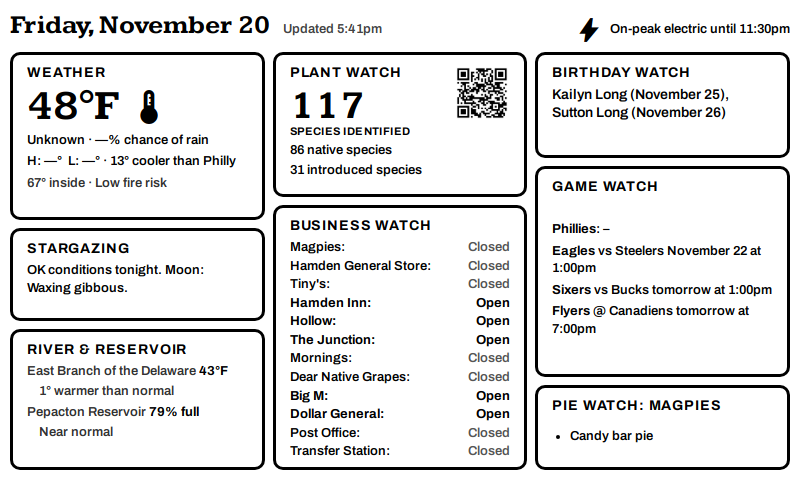 Friday, November 20 Updated 5:41pm
On-peak electric until 11:30pm
WEATHER
48°F
Unknown · —% chance of rain
H: —° L: —° · 13° cooler than Philly
67° inside · Low fire risk
STARGAZING
OK conditions tonight. Moon:
Waxing gibbous.
RIVER & RESERVOIR
East Branch of the Delaware 43°F
1° warmer than normal
Pepacton Reservoir 79% full
Near normal
PLANT WATCH
117
SPECIES IDENTIFIED
86 native species
31 introduced species
BUSINESS WATCH
Magpies: Closed
Hamden General Store: Closed
Tiny's: Closed
Hamden Inn: Open
Hollow: Open
The Junction: Open
Mornings: Closed
Dear Native Grapes: Closed
Big M: Open
Dollar General: Open
Post Office: Closed
Transfer Station: Closed
BIRTHDAY WATCH
Kailyn Long (November 25),
Sutton Long (November 26)
GAME WATCH
Phillies: –
Eagles vs Steelers November 22 at
1:00pm
Sixers vs Bucks tomorrow at 1:00pm
Flyers @ Canadiens tomorrow at
7:00pm
PIE WATCH: MAGPIES
• Candy bar pie